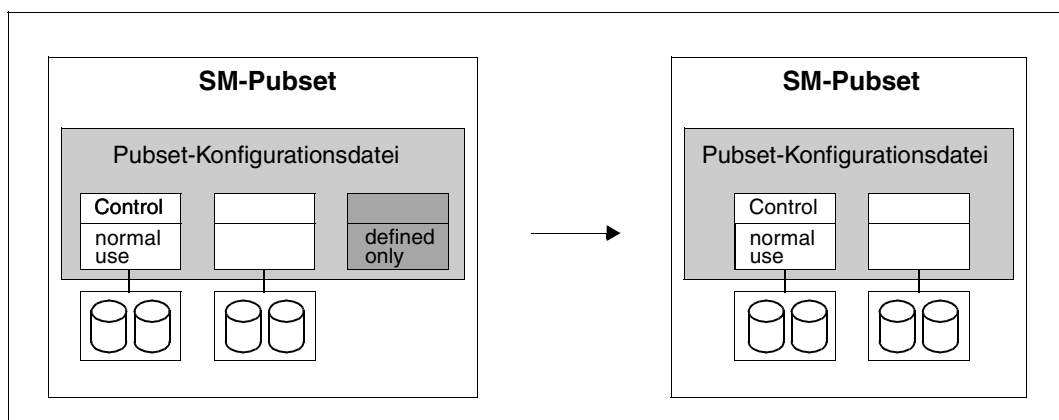 SM-Pubset
Pubset-Konfigurationsdatei
Control
normal
use
defined
only
SM-Pubset
Pubset-Konfigurationsdatei
Control
normal
use